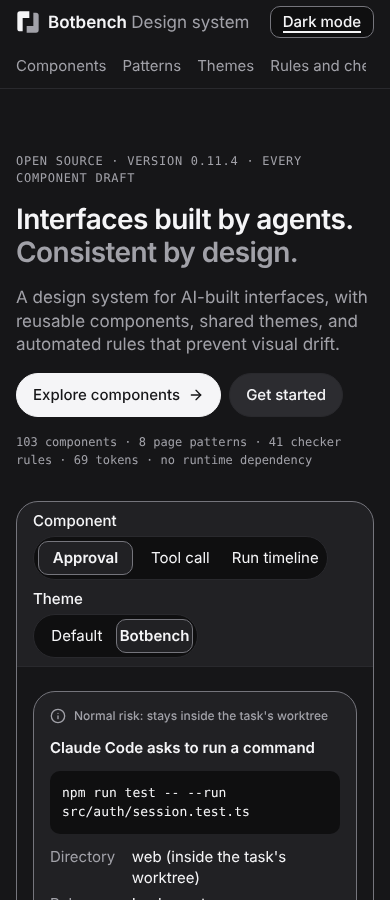 Botbench Design system
Dark mode
Components Patterns Themes Rules and che
OPEN SOURCE · VERSION 0.11.4 · EVERY
COMPONENT DRAFT
Interfaces built by agents.
Consistent by design.
A design system for AI-built interfaces, with
reusable components, shared themes, and
automated rules that prevent visual drift.
Explore components →
Get started
103 components · 8 page patterns · 41 checker
rules · 69 tokens · no runtime dependency
Component
Approval Tool call Run timeline
Theme
Default Botbench
Normal risk: stays inside the task's worktree
Claude Code asks to run a command
npm run test -- --run
src/auth/session.test.ts
Directory web (inside the task's
worktree)